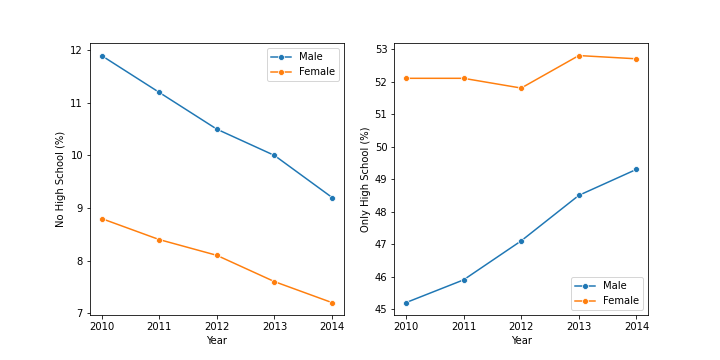 No High School (%)
12
11
10
9
8
7
2010 2011 2012 2013 2014
Year
Male
Female
Only High School (%)
53
52
51
50
49
48
47
46
45
2010 2011 2012 2013 2014
Year
Male
Female